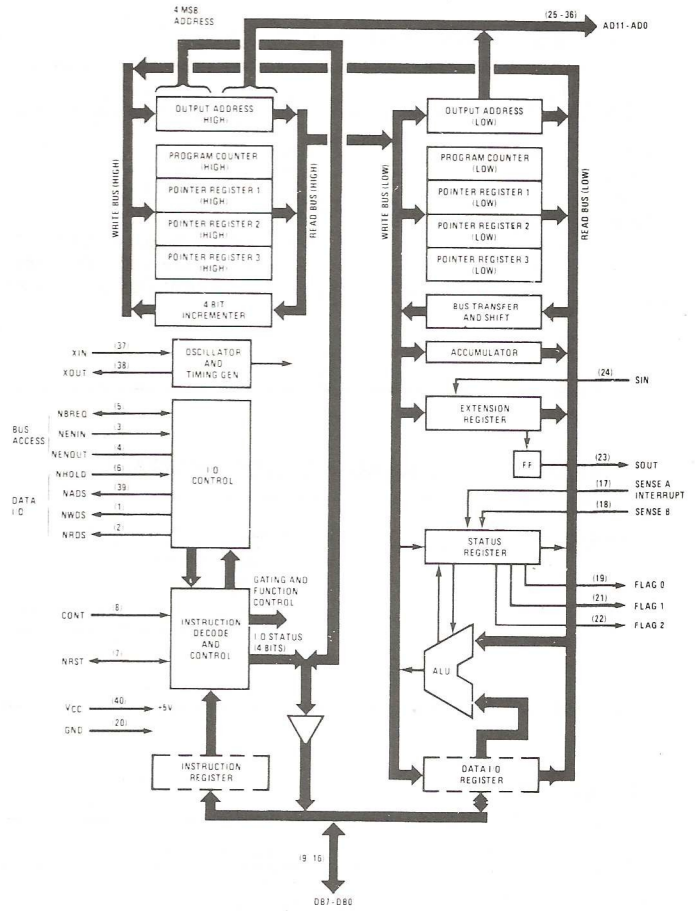 4 MSB
ADDRESS
(25 - 36)
AD11 - AD0
OUTPUT ADDRESS
(HIGH)
OUTPUT ADDRESS
(LOW)
WRITE BUS (HIGH)
READ BUS (HIGH)
WRITE BUS (LOW)
READ BUS (LOW)
PROGRAM COUNTER
(HIGH)
POINTER REGISTER 1
(HIGH)
POINTER REGISTER 2
(HIGH)
POINTER REGISTER 3
(HIGH)
PROGRAM COUNTER
(LOW)
POINTER REGISTER 1
(LOW)
POINTER REGISTER 2
(LOW)
POINTER REGISTER 3
(LOW)
4 BIT
INCREMENTER
BUS TRANSFER
AND SHIFT
XIN
(37)
XOUT
(38)
OSCILLATOR
AND
TIMING GEN
ACCUMULATOR
(24)
SIN
EXTENSION
REGISTER
FF
(23)
SOUT
BUS
ACCESS
NBREQ
(5)
NENIN
(3)
NENOUT
(4)
DATA
I/O
NHOLD
(6)
NADS
(39)
NWDS
(1)
NRDS
(2)
I/O
CONTROL
(17)
SENSE A
INTERRUPT
(18)
SENSE B
STATUS
REGISTER
(19)
FLAG 0
(21)
FLAG 1
(22)
FLAG 2
GATING AND
FUNCTION
CONTROL
CONT
(8)
NRST
(7)
INSTRUCTION
DECODE
AND
CONTROL
I/O STATUS
(4 BITS)
ALU
VCC
(40)
+5V
GND
(20)
INSTRUCTION
REGISTER
DATA I/O
REGISTER
(9 16)
DB7 - DB0